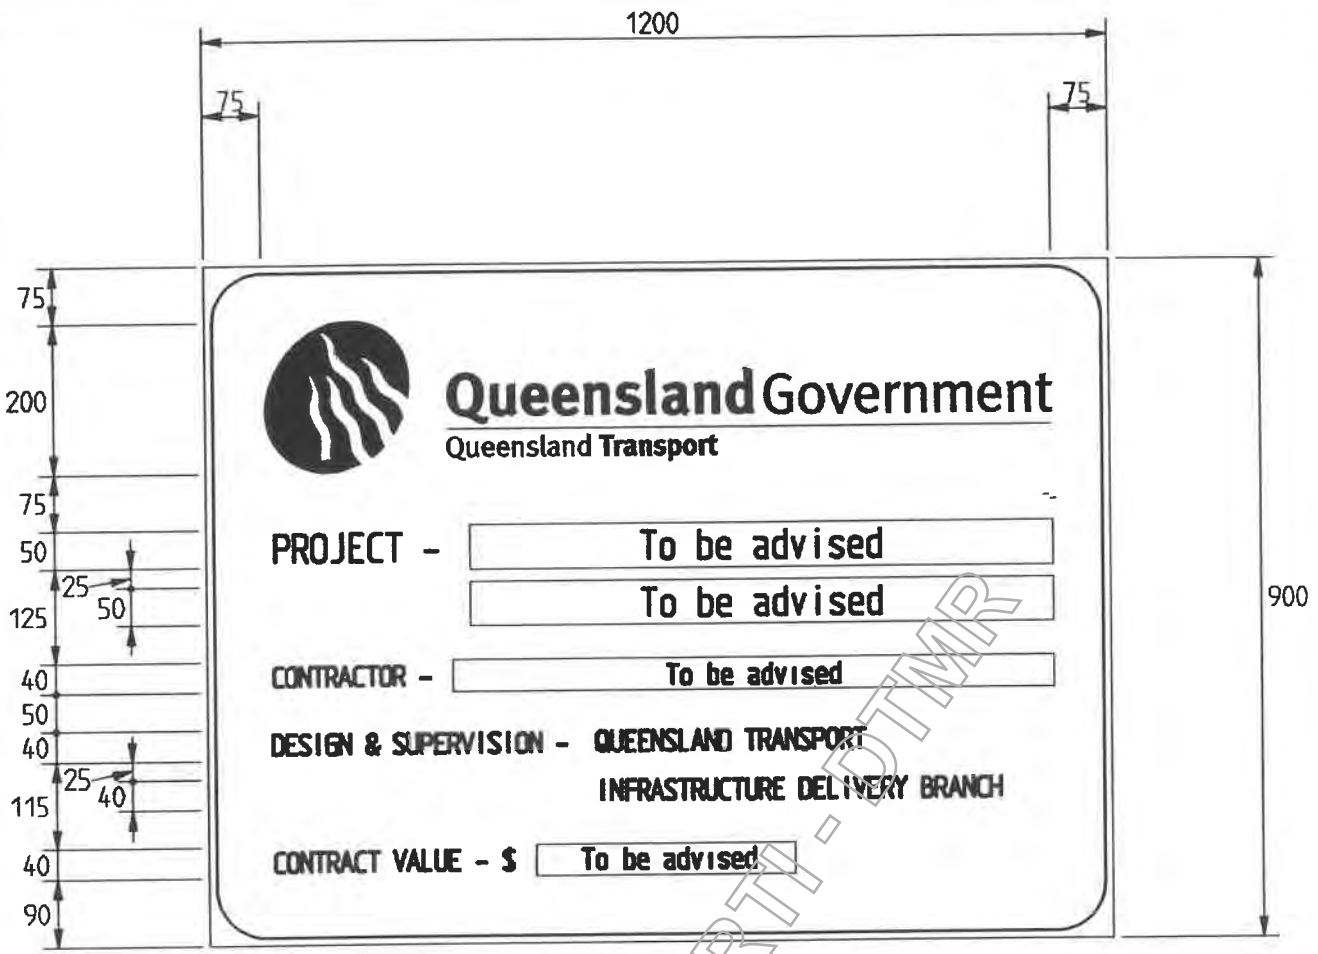 1200
75
75
75
200
Queensland Government
Queensland Transport
75
PROJECT - To be advised
50
25
50
To be advised
125
900
CONTRACTOR - To be advised
40
50
DESIGN & SUPERVISION - QUEENSLAND TRANSPORT
40
25
40
INFRASTRUCTURE DELIVERY BRANCH
115
CONTRACT VALUE - $ To be advised
40
90
RTI - DTMR